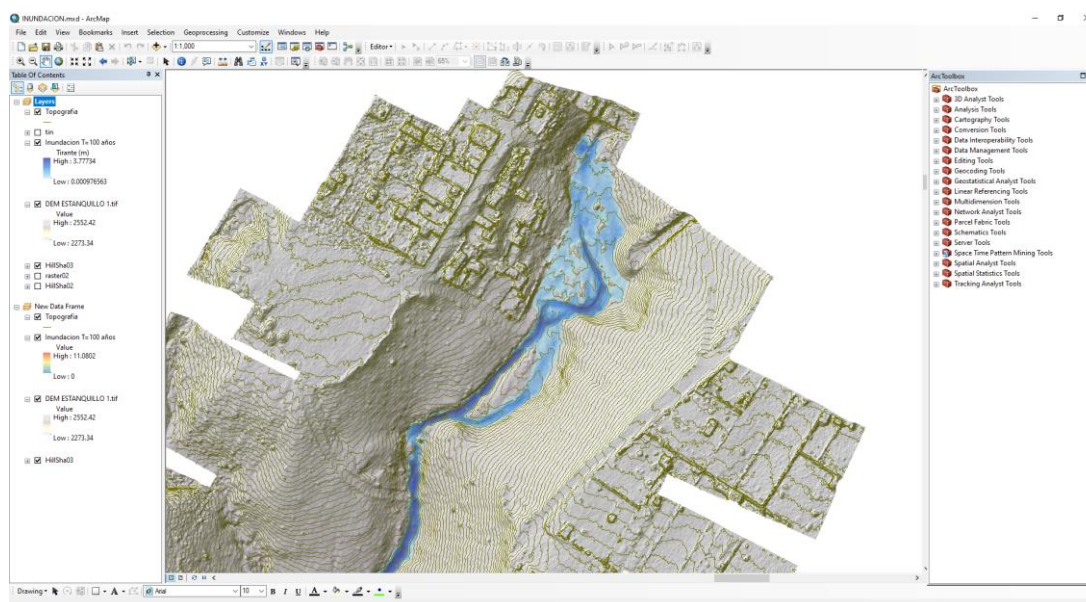 INUNDACION.mxd - ArcMap
File Edit View Bookmarks Insert Selection Geoprocessing Customize Windows Help
1:1,000
Editor
68%
Table Of Contents
Layers
Topografia
tin
Inundacion T=100 años
Tirante (m)
High : 3.77734
Low : 0.000976563
DEM ESTANQUILLO 1.tif
Value
High : 2552.42
Low : 2273.34
HillSha03
raster02
HillSha02
New Data Frame
Topografia
Inundacion T=100 años
Value
High : 11.0802
Low : 0
DEM ESTANQUILLO 1.tif
Value
High : 2552.42
Low : 2273.34
HillSha03
ArcToolbox
ArcToolbox
3D Analyst Tools
Analysis Tools
Cartography Tools
Conversion Tools
Data Interoperability Tools
Data Management Tools
Editing Tools
Geocoding Tools
Geostatistical Analyst Tools
Linear Referencing Tools
Multidimension Tools
Network Analyst Tools
Parcel Fabric Tools
Schematics Tools
Server Tools
Space Time Pattern Mining Tools
Spatial Analyst Tools
Spatial Statistics Tools
Tracking Analyst Tools
Drawing A Arial 10 B I U A